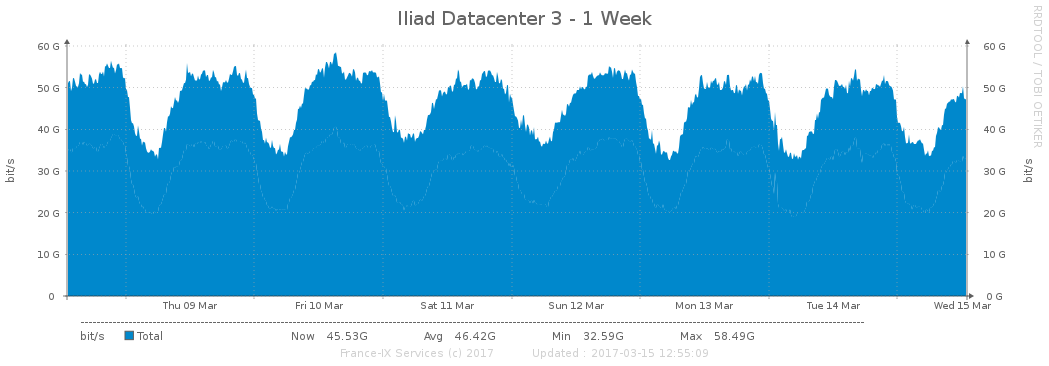 Iliad Datacenter 3 - 1 Week
RRDTOOL / TOBI OETIKER
60 G 60 G
50 G 50 G
40 G 40 G
30 G 30 G
20 G 20 G
10 G 10 G
0 0 G
bit/s bit/s
Thu 09 Mar Fri 10 Mar Sat 11 Mar Sun 12 Mar Mon 13 Mar Tue 14 Mar Wed 15 Mar
bit/s Total Now 45.53G Avg 46.42G Min 32.59G Max 58.49G
France-IX Services (c) 2017 Updated : 2017-03-15 12:55:09